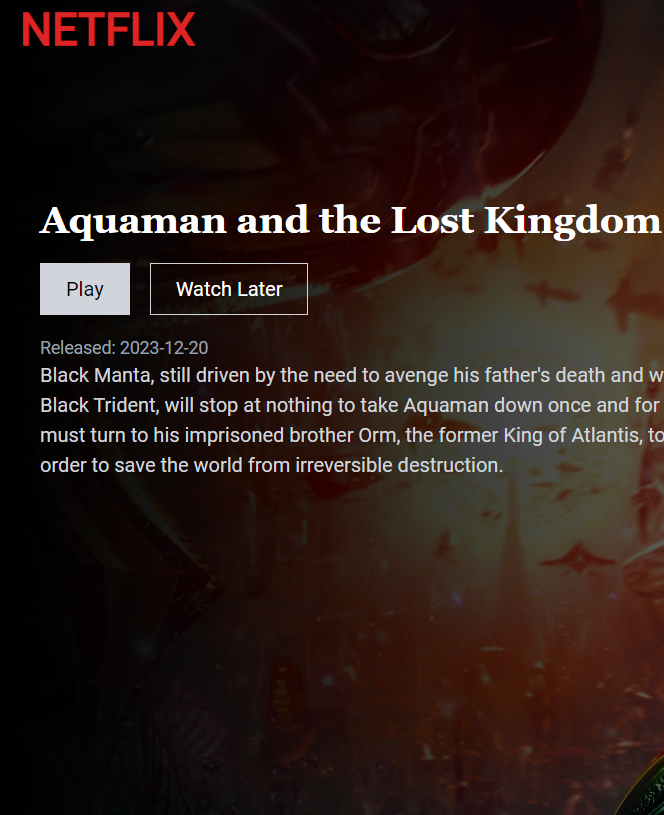 NETFLIX
Aquaman and the Lost Kingdom
Play
Watch Later
Released: 2023-12-20
Black Manta, still driven by the need to avenge his father's death and w
Black Trident, will stop at nothing to take Aquaman down once and for
must turn to his imprisoned brother Orm, the former King of Atlantis, to
order to save the world from irreversible destruction.